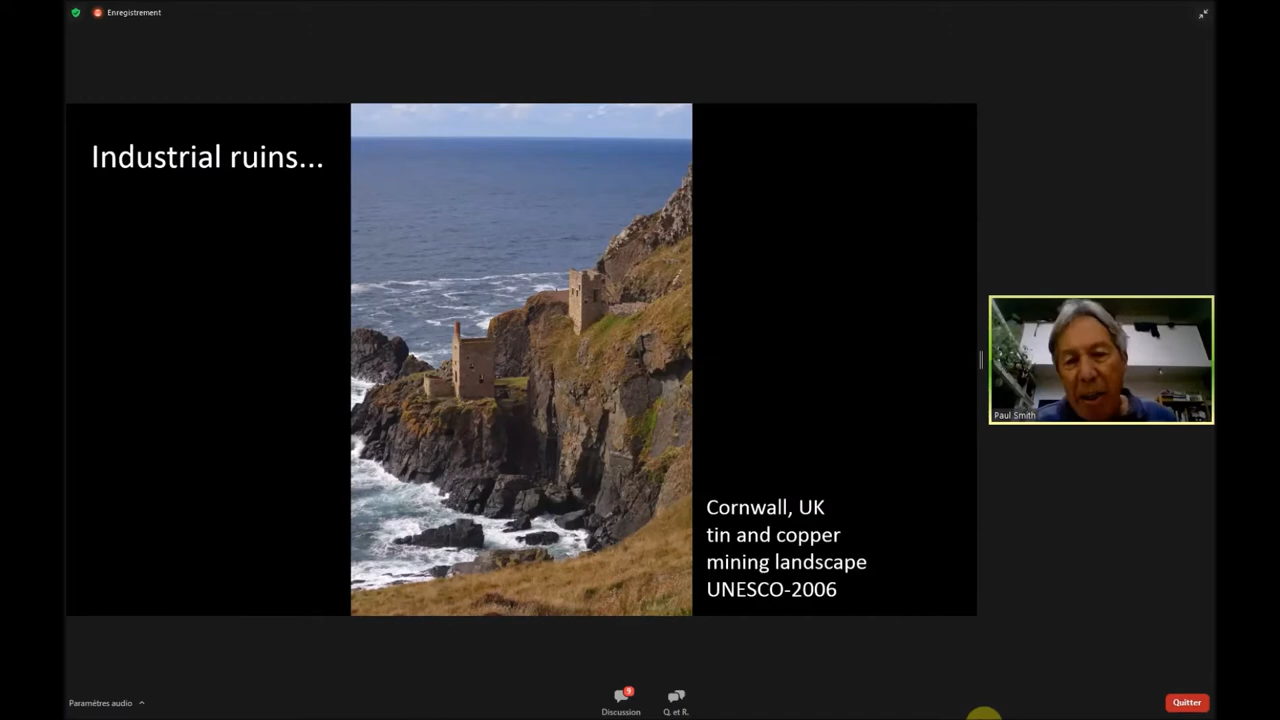 Enregistrement
Industrial ruins...
Paul Smith
Cornwall, UK
tin and copper
mining landscape
UNESCO-2006
Paramètres audio
9
Discussion
Q. et R.
Quitter